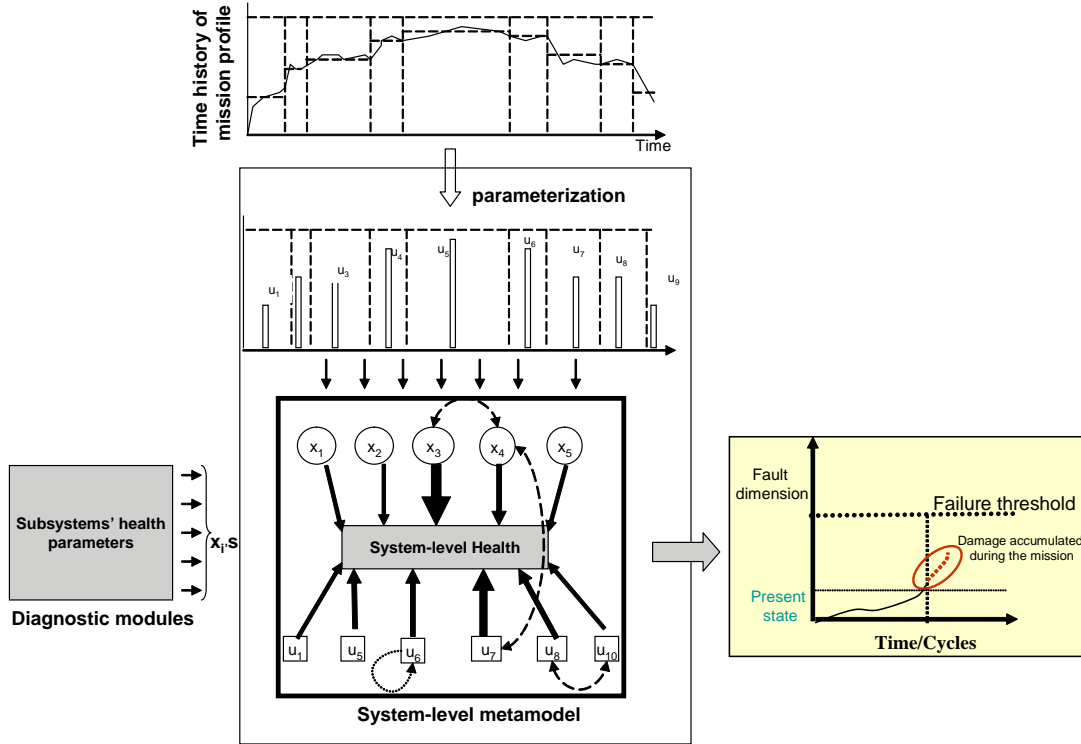 Time history of
mission profile
Time
parameterization
u1
u3
u4
u5
u6
u7
u8
u9
x1
x2
x3
x4
x5
System-level Health
u1
u5
u6
u7
u8
u10
System-level metamodel
Subsystems’ health
parameters
xi’s
Diagnostic modules
Fault
dimension
Failure threshold
Damage accumulated
during the mission
Present
state
Time/Cycles